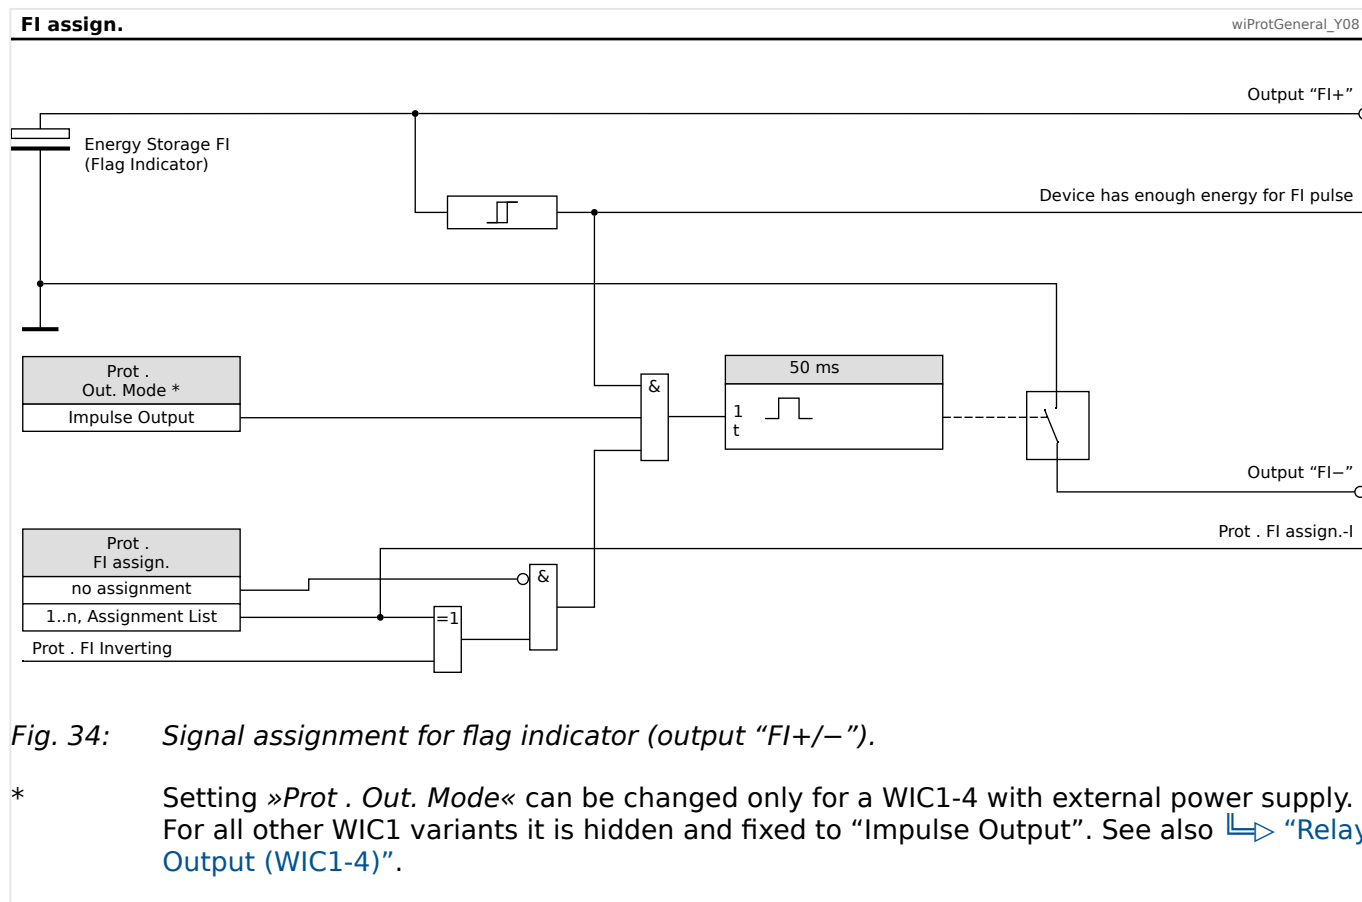 FI assign.
wiProtGeneral_Y08
Output “FI+”
Energy Storage FI
(Flag Indicator)
Device has enough energy for FI pulse
Prot .
Out. Mode *
Impulse Output
&
50 ms
1
t
Output “FI−”
Prot . FI assign.-I
Prot .
FI assign.
no assignment
1..n, Assignment List
&
=1
Prot . FI Inverting
Fig. 34: Signal assignment for flag indicator (output “FI+/−”).
* Setting »Prot . Out. Mode« can be changed only for a WIC1-4 with external power supply.
For all other WIC1 variants it is hidden and fixed to “Impulse Output”. See also “Relay
Output (WIC1-4)”.